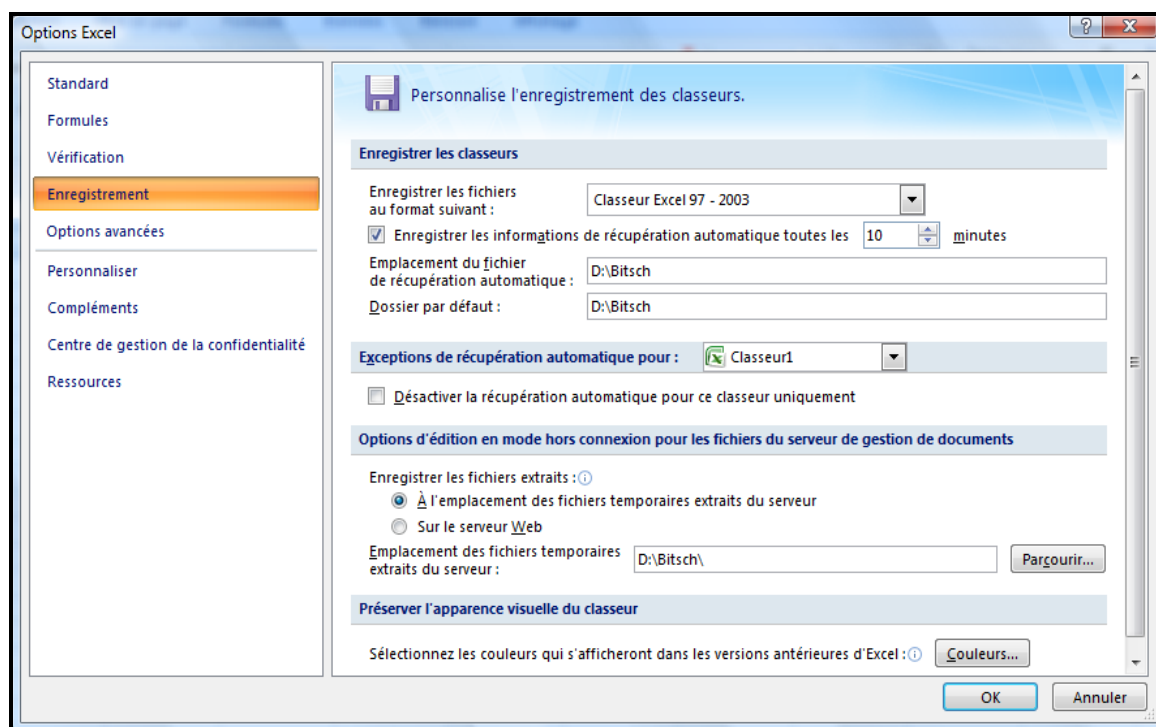 Options Excel
Standard
Formules
Vérification
Enregistrement
Options avancées
Personnaliser
Compléments
Centre de gestion de la confidentialité
Ressources
Personnalise l'enregistrement des classeurs.
Enregistrer les classeurs
Enregistrer les fichiers
au format suivant :
Classeur Excel 97 - 2003
Enregistrer les informations de récupération automatique toutes les 10 minutes
Emplacement du fichier
de récupération automatique :
D:\Bitsch
Dossier par défaut :
D:\Bitsch
Exceptions de récupération automatique pour :
Classeur1
Désactiver la récupération automatique pour ce classeur uniquement
Options d'édition en mode hors connexion pour les fichiers du serveur de gestion de documents
Enregistrer les fichiers extraits :
À l'emplacement des fichiers temporaires extraits du serveur
Sur le serveur Web
Emplacement des fichiers temporaires
extraits du serveur :
D:\Bitsch\
Parcourir...
Préserver l'apparence visuelle du classeur
Sélectionnez les couleurs qui s'afficheront dans les versions antérieures d'Excel :
Couleurs...
OK
Annuler